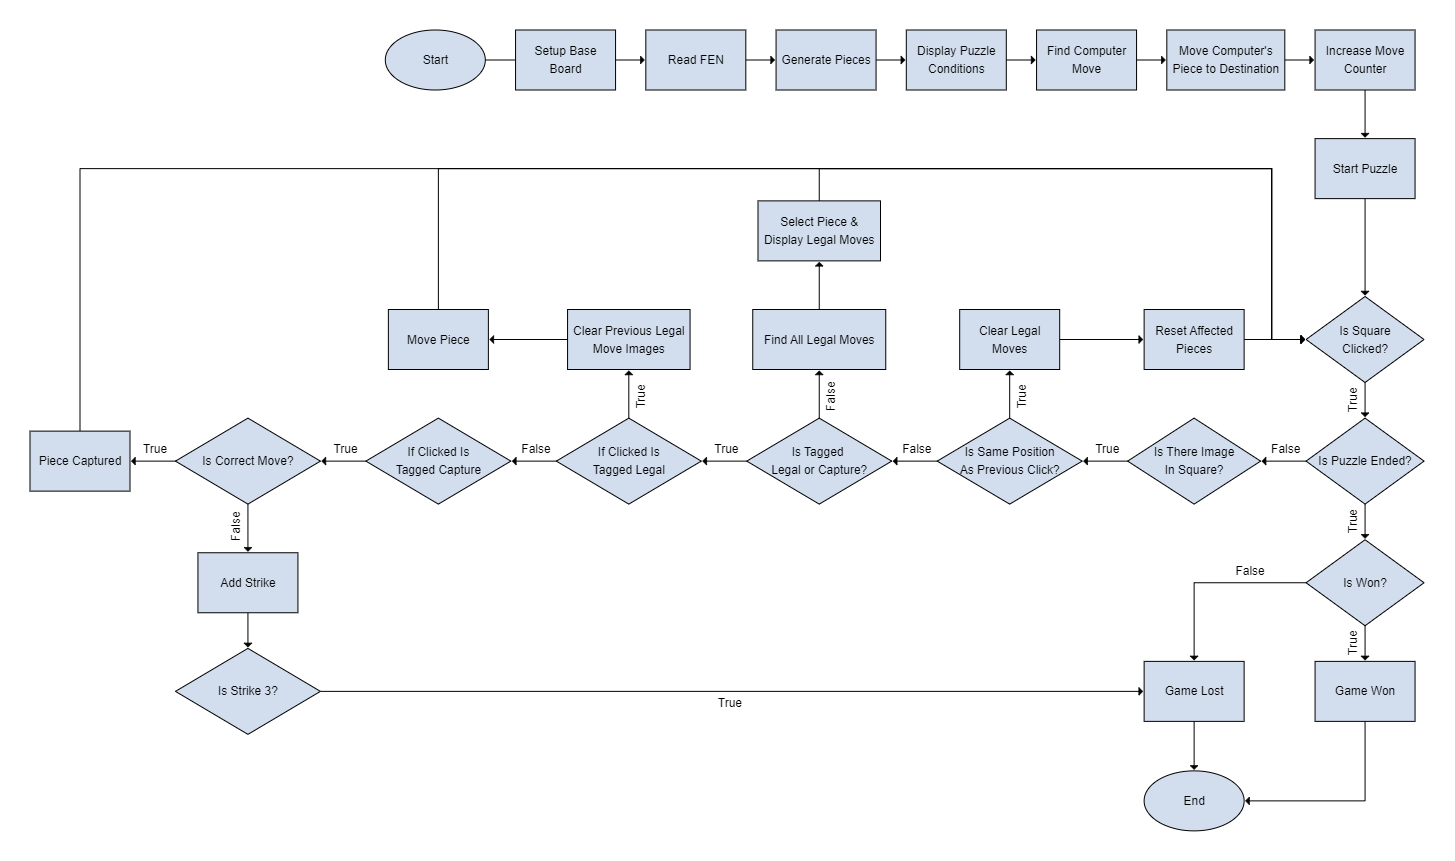 Start
Setup Base
Board
Read FEN
Generate Pieces
Display Puzzle
Conditions
Find Computer
Move
Move Computer's
Piece to Destination
Increase Move
Counter
Start Puzzle
Select Piece &
Display Legal Moves
Move Piece
Clear Previous Legal
Move Images
Find All Legal Moves
Clear Legal
Moves
Reset Affected
Pieces
Is Square
Clicked?
True
False
True
True
Piece Captured
True
Is Correct Move?
True
If Clicked Is
Tagged Capture
False
If Clicked Is
Tagged Legal
True
Is Tagged
Legal or Capture?
False
Is Same Position
As Previous Click?
True
Is There Image
In Square?
False
Is Puzzle Ended?
False
True
Add Strike
False
Is Won?
True
Is Strike 3?
True
Game Lost
Game Won
End